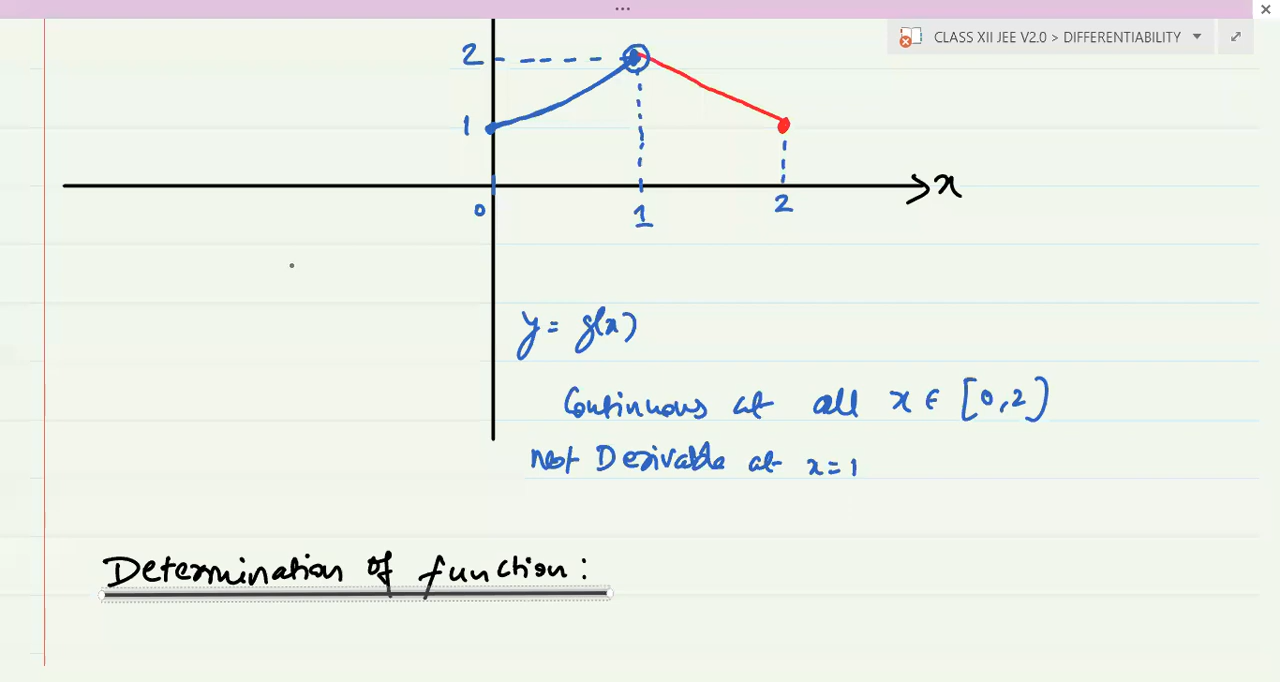 ...
CLASS XII JEE V2.0 > DIFFERENTIABILITY
2
1
x
0
1
2
y = g(x)
Continuous at all x ∈ [0,2]
not Derivable at x=1
Determination of function: